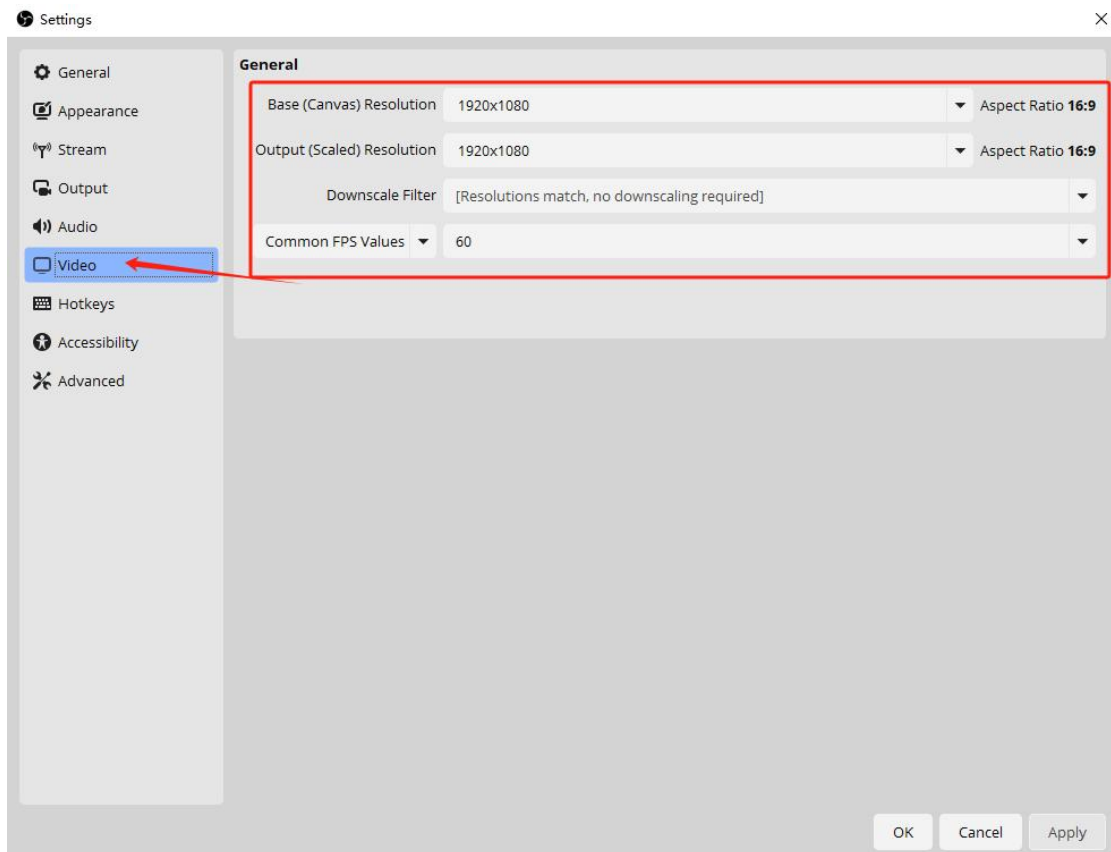 Settings
General
Appearance
Stream
Output
Audio
Video
Hotkeys
Accessibility
Advanced
General
Base (Canvas) Resolution 1920x1080 Aspect Ratio 16:9
Output (Scaled) Resolution 1920x1080 Aspect Ratio 16:9
Downscale Filter [Resolutions match, no downscaling required]
Common FPS Values 60
OK Cancel Apply